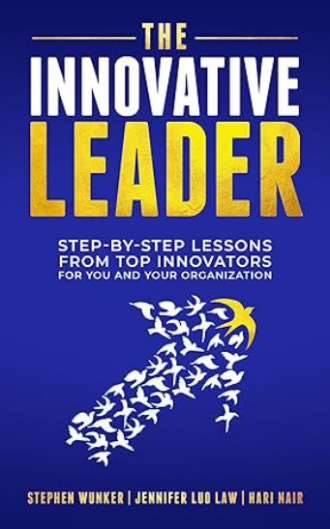 THE
INNOVATIVE
LEADER
STEP-BY-STEP LESSONS
FROM TOP INNOVATORS
FOR YOU AND YOUR ORGANIZATION
STEPHEN WUNKER | JENNIFER LUO LAW | HARI NAIR